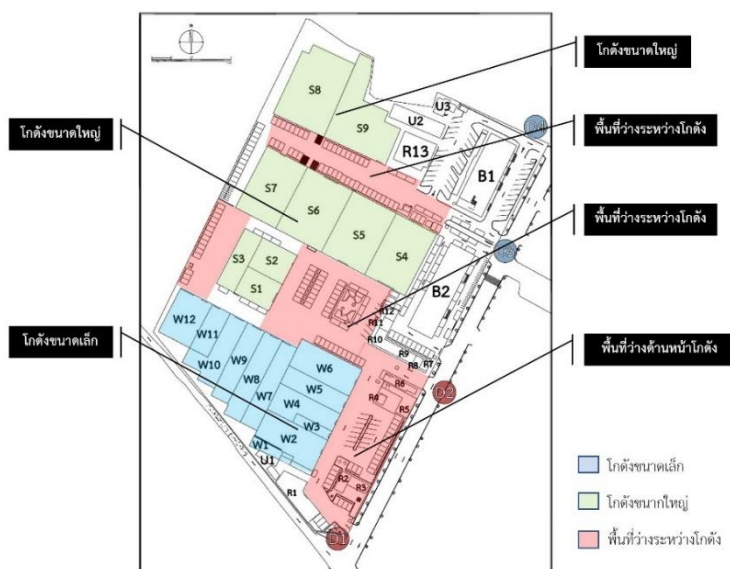 โกดังขนาดใหญ่
พื้นที่ว่างระหว่างโกดัง
โกดังขนาดใหญ่
พื้นที่ว่างระหว่างโกดัง
โกดังขนาดเล็ก
พื้นที่ว่างด้านหน้าโกดัง
S8
S9
U3
U2
R13
B1
S7
S6
S5
S4
S3
S2
S1
B2
R12
R11
R10
R9
R8
R7
W12
W11
W10
W9
W8
W7
W6
W5
W4
W3
W2
W1
U1
R1
R6
R4
R5
R2
R3
D2
D1
โกดังขนาดเล็ก
โกดังขนากใหญ่
พื้นที่ว่างระหว่างโกดัง